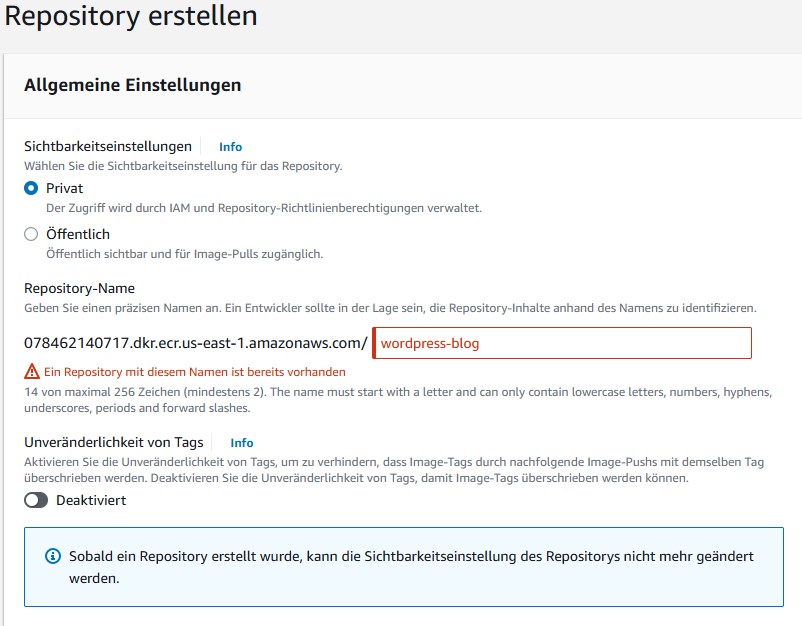 Repository erstellen
Allgemeine Einstellungen
Sichtbarkeitseinstellungen Info
Wählen Sie die Sichtbarkeitseinstellung für das Repository.
Privat
Der Zugriff wird durch IAM und Repository-Richtlinienberechtigungen verwaltet.
Öffentlich
Öffentlich sichtbar und für Image-Pulls zugänglich.
Repository-Name
Geben Sie einen präzisen Namen an. Ein Entwickler sollte in der Lage sein, die Repository-Inhalte anhand des Namens zu identifizieren.
078462140717.dkr.ecr.us-east-1.amazonaws.com/ wordpress-blog
Ein Repository mit diesem Namen ist bereits vorhanden
14 von maximal 256 Zeichen (mindestens 2). The name must start with a letter and can only contain lowercase letters, numbers, hyphens,
underscores, periods and forward slashes.
Unveränderlichkeit von Tags Info
Aktivieren Sie die Unveränderlichkeit von Tags, um zu verhindern, dass Image-Tags durch nachfolgende Image-Pushs mit demselben Tag
überschrieben werden. Deaktivieren Sie die Unveränderlichkeit von Tags, damit Image-Tags überschrieben werden können.
Deaktiviert
Sobald ein Repository erstellt wurde, kann die Sichtbarkeitseinstellung des Repositorys nicht mehr geändert
werden.